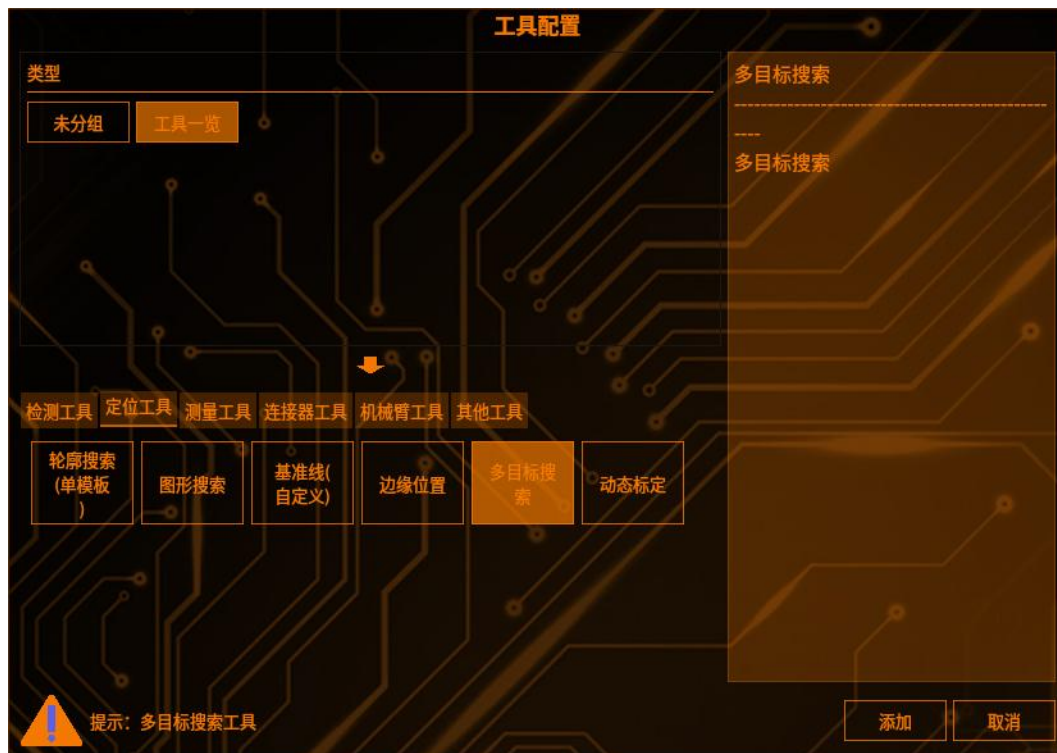 工具配置
类型
未分组
工具一览
多目标搜索
-----------------------------------------------
----
多目标搜索
检测工具
定位工具
测量工具
连接器工具
机械臂工具
其他工具
轮廓搜索
(单模板
)
图形搜索
基准线(
自定义)
边缘位置
多目标搜
索
动态标定
提示：多目标搜索工具
添加
取消